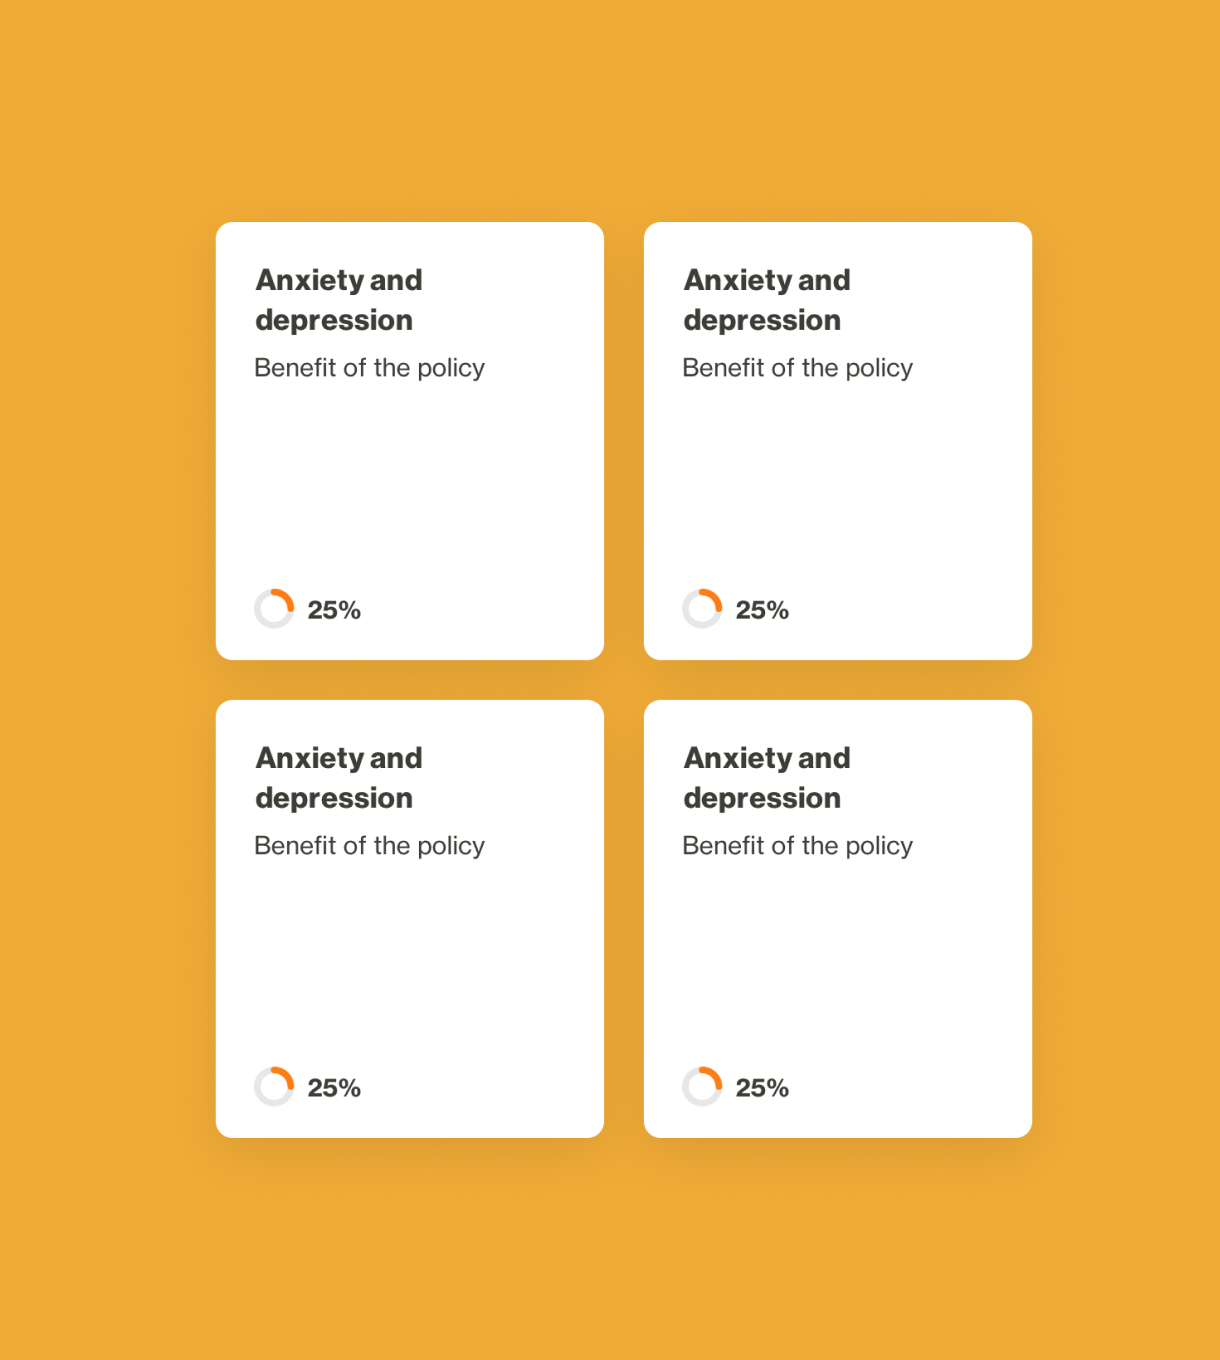 Anxiety and
depression
Benefit of the policy
25%
Anxiety and
depression
Benefit of the policy
25%
Anxiety and
depression
Benefit of the policy
25%
Anxiety and
depression
Benefit of the policy
25%